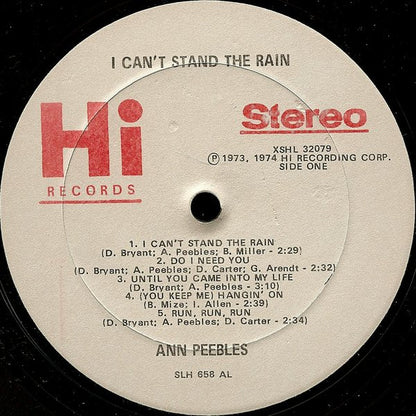 I CAN'T STAND THE RAIN
Hi
RECORDS
Stereo
XSHL 32079
Ⓟ 1973, 1974 HI RECORDING CORP.
SIDE ONE
1. I CAN'T STAND THE RAIN
(D. Bryant; A. Peebles; B. Miller - 2:29)
2. DO I NEED YOU
(D. Bryant; A. Peebles; D. Carter; G. Arendt - 2:32)
3. UNTIL YOU CAME INTO MY LIFE
(D. Bryant; A. Peebles - 3:10)
4. (YOU KEEP ME) HANGIN' ON
(B. Mize; I. Allen - 2:39)
5. RUN, RUN, RUN
(D. Bryant; A. Peebles; D. Carter - 2:34)
ANN PEEBLES
SLH 658 AL